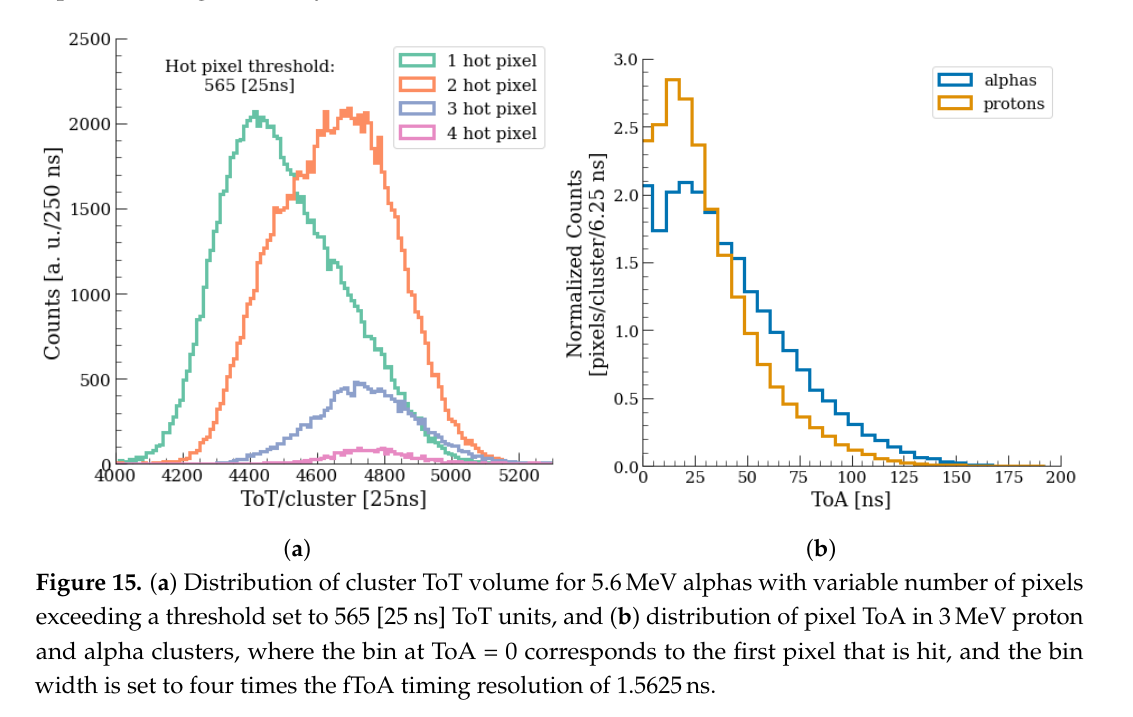 2500
2000
1500
1000
500
0
4000 4200 4400 4600 4800 5000 5200
ToT/cluster [25ns]
Counts [a. u./250 ns]
Hot pixel threshold:
565 [25ns]
1 hot pixel
2 hot pixel
3 hot pixel
4 hot pixel
(a)
3.0
2.5
2.0
1.5
1.0
0.5
0.0
0 25 50 75 100 125 150 175 200
ToA [ns]
Normalized Counts
[pixels/cluster/6.25 ns]
alphas
protons
(b)
Figure 15. (a) Distribution of cluster ToT volume for 5.6 MeV alphas with variable number of pixels
exceeding a threshold set to 565 [25 ns] ToT units, and (b) distribution of pixel ToA in 3 MeV proton
and alpha clusters, where the bin at ToA = 0 corresponds to the first pixel that is hit, and the bin
width is set to four times the fToA timing resolution of 1.5625 ns.